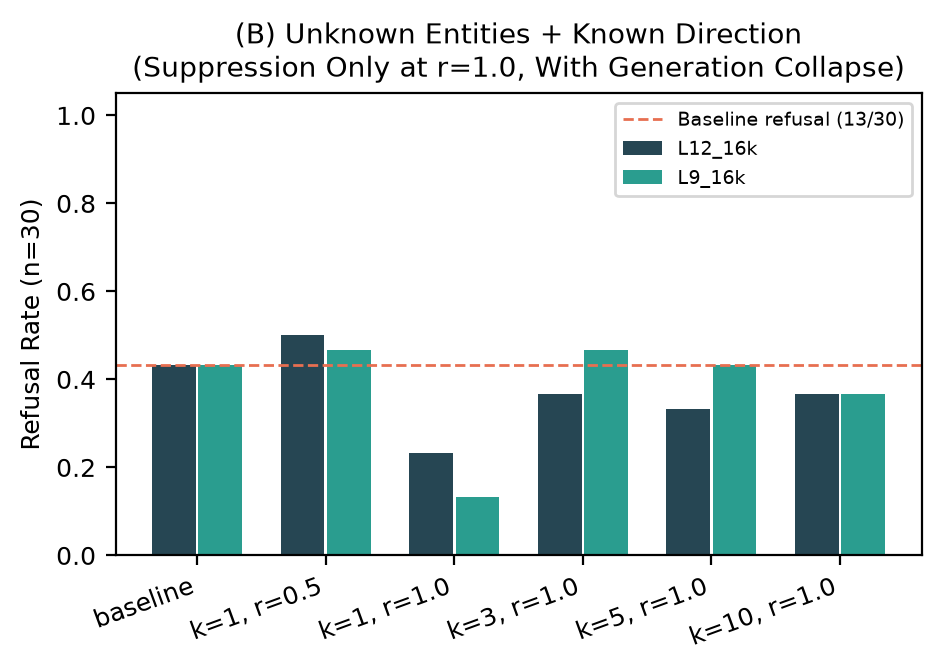 (B) Unknown Entities + Known Direction
(Suppression Only at r=1.0, With Generation Collapse)
Baseline refusal (13/30)
L12_16k
L9_16k
Refusal Rate (n=30)
1.0
0.8
0.6
0.4
0.2
0.0
baseline
k=1, r=0.5
k=1, r=1.0
k=3, r=1.0
k=5, r=1.0
k=10, r=1.0